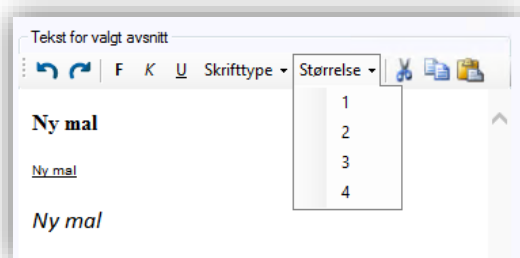 Tekst for valgt avsnitt
F K U Skrifttype Størrelse
1
2
3
4
Ny mal
Ny mal
Ny mal